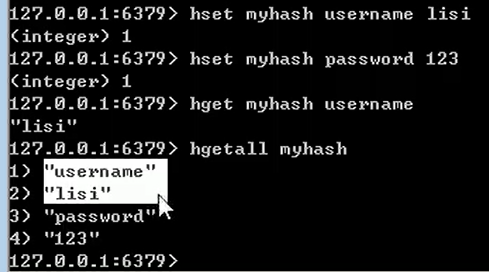 127.0.0.1:6379> hset myhash username lisi
(integer) 1
127.0.0.1:6379> hset myhash password 123
(integer) 1
127.0.0.1:6379> hget myhash username
"lisi"
127.0.0.1:6379> hgetall myhash
1) "username"
2) "lisi"
3) "password"
4) "123"
127.0.0.1:6379>